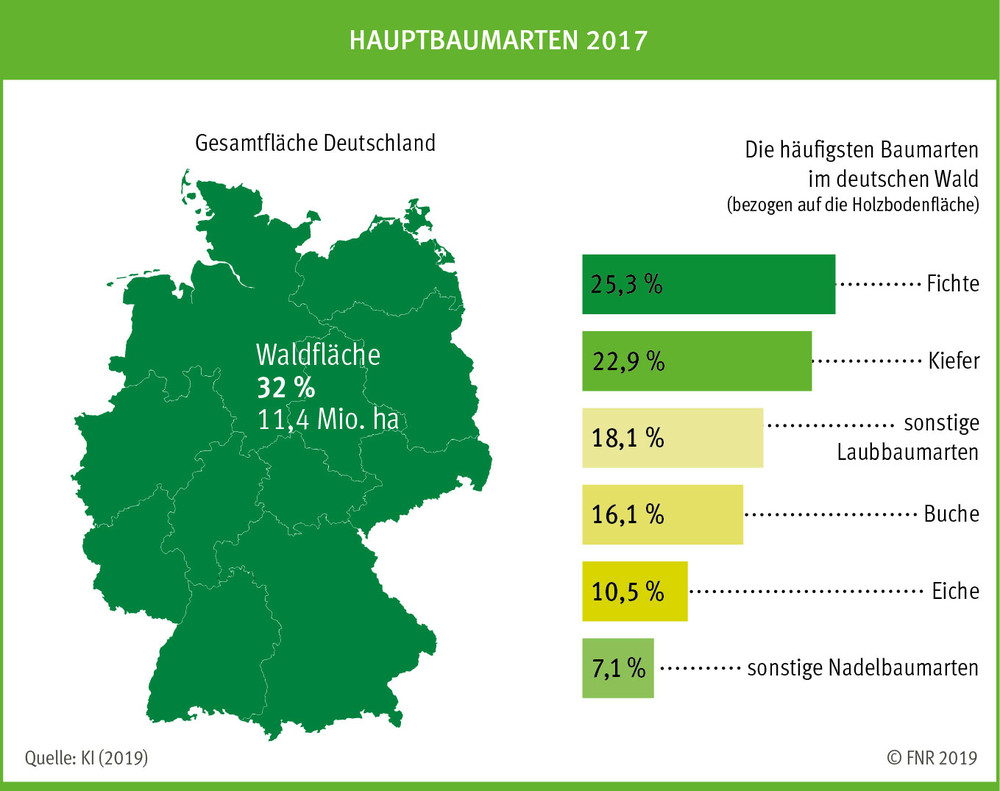 HAUPTBAUMARTEN 2017
Gesamtfläche Deutschland
Waldfläche
32 %
11,4 Mio. ha
Die häufigsten Baumarten
im deutschen Wald
(bezogen auf die Holzbodenfläche)
25,3 % Fichte
22,9 % Kiefer
18,1 % sonstige
Laubbaumarten
16,1 % Buche
10,5 % Eiche
7,1 % sonstige Nadelbaumarten
Quelle: KI (2019)
© FNR 2019